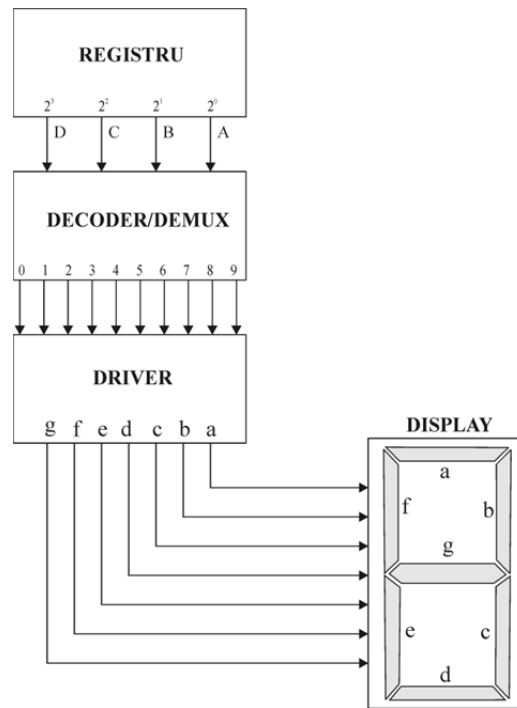 REGISTRU
2³ 2² 2¹ 2⁰
D C B A
DECODER/DEMUX
0 1 2 3 4 5 6 7 8 9
DRIVER
g f e d c b a
DISPLAY
a
f b
g
e c
d